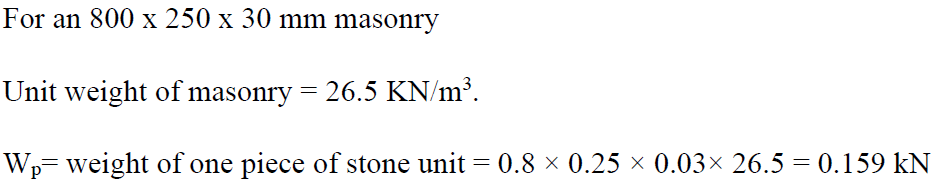 For an 800 x 250 x 30 mm masonry
Unit weight of masonry = 26.5 KN/m³.
Wₚ= weight of one piece of stone unit = 0.8 × 0.25 × 0.03× 26.5 = 0.159 kN